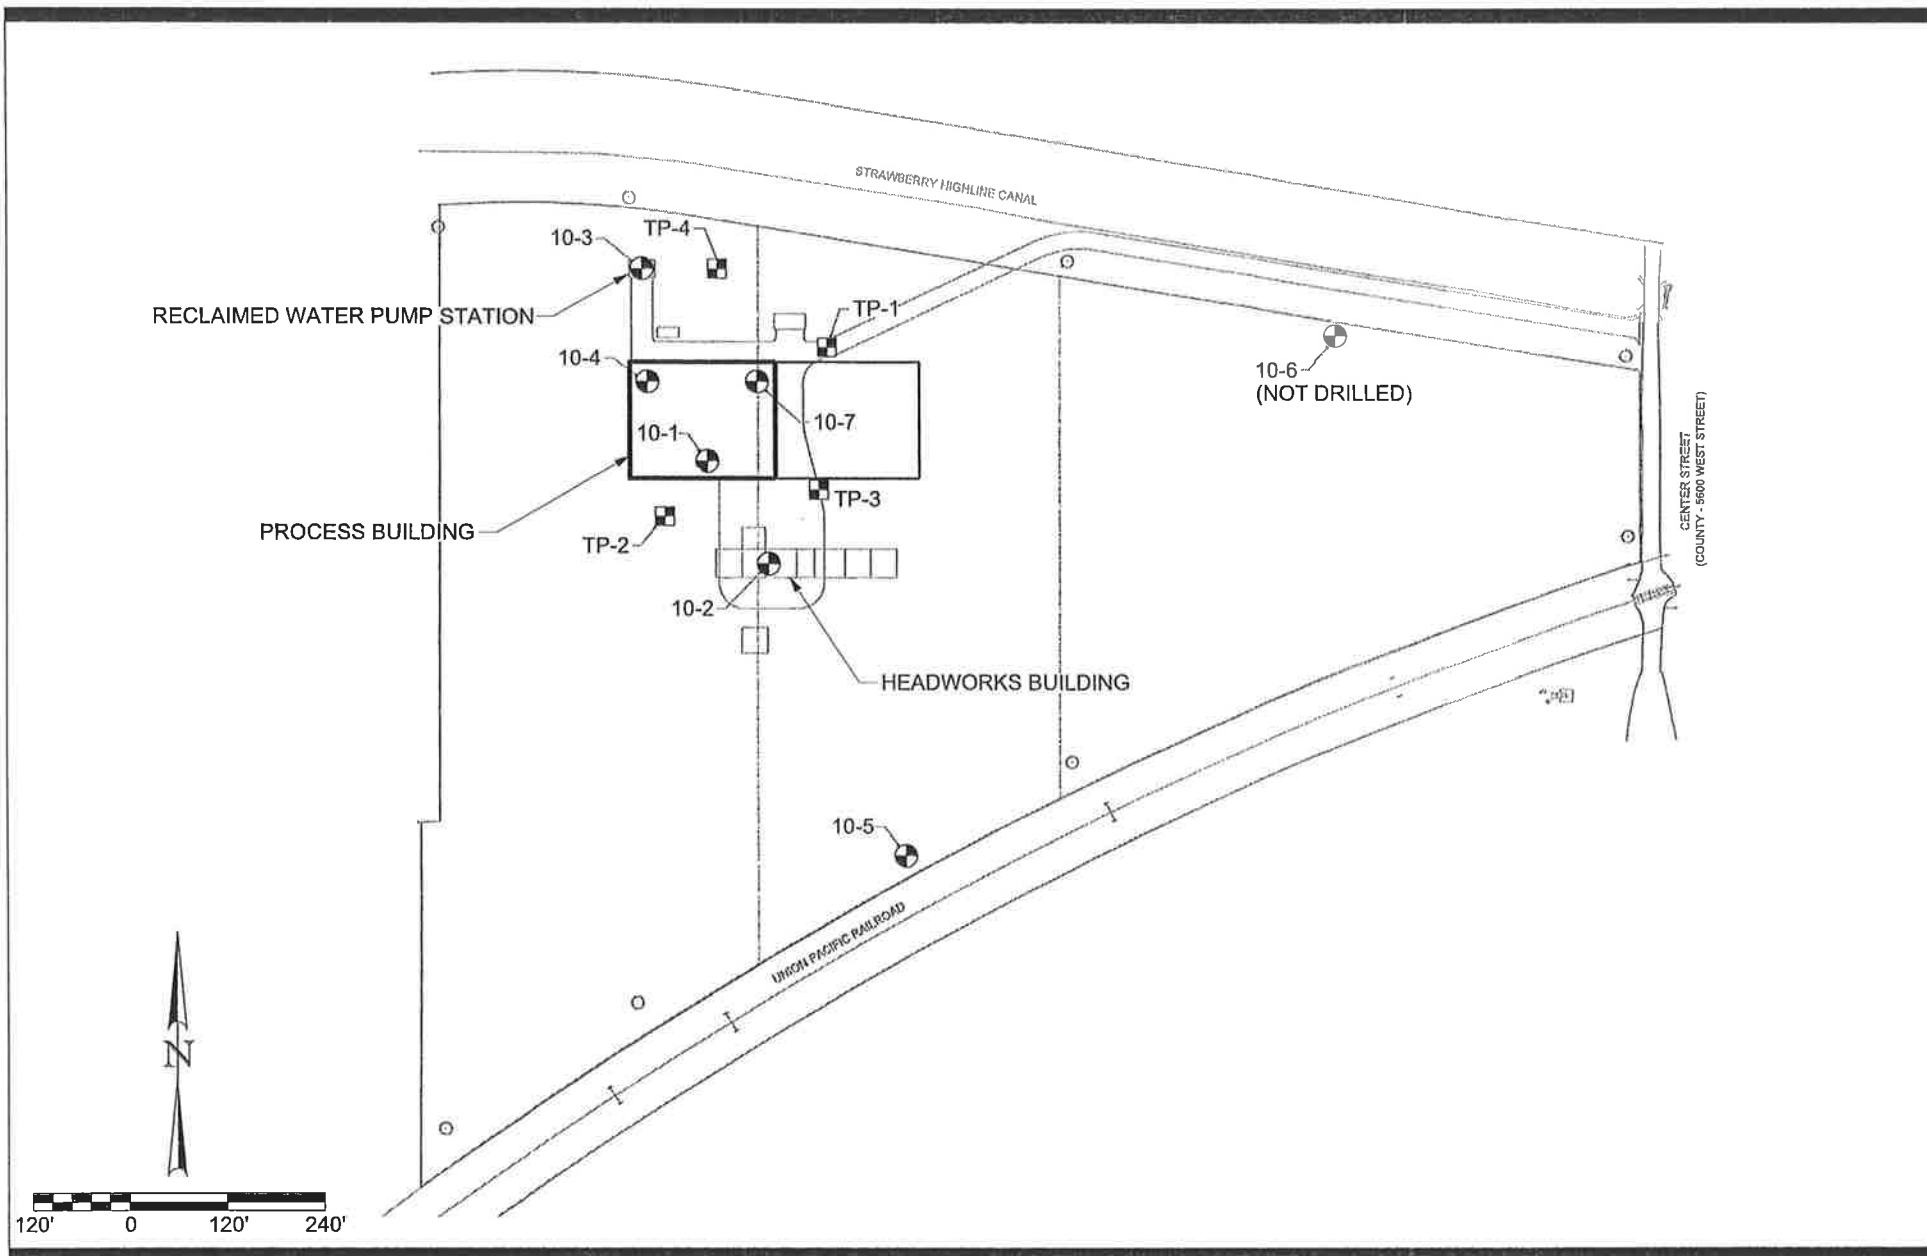 STRAWBERRY HIGHLINE CANAL
10-3
TP-4
RECLAIMED WATER PUMP STATION
TP-1
10-4
10-6
(NOT DRILLED)
10-7
10-1
CENTER STREET
(COUNTY - 5600 WEST STREET)
TP-3
PROCESS BUILDING
TP-2
10-2
HEADWORKS BUILDING
10-5
UNION PACIFIC RAILROAD
N
120' 0 120' 240'